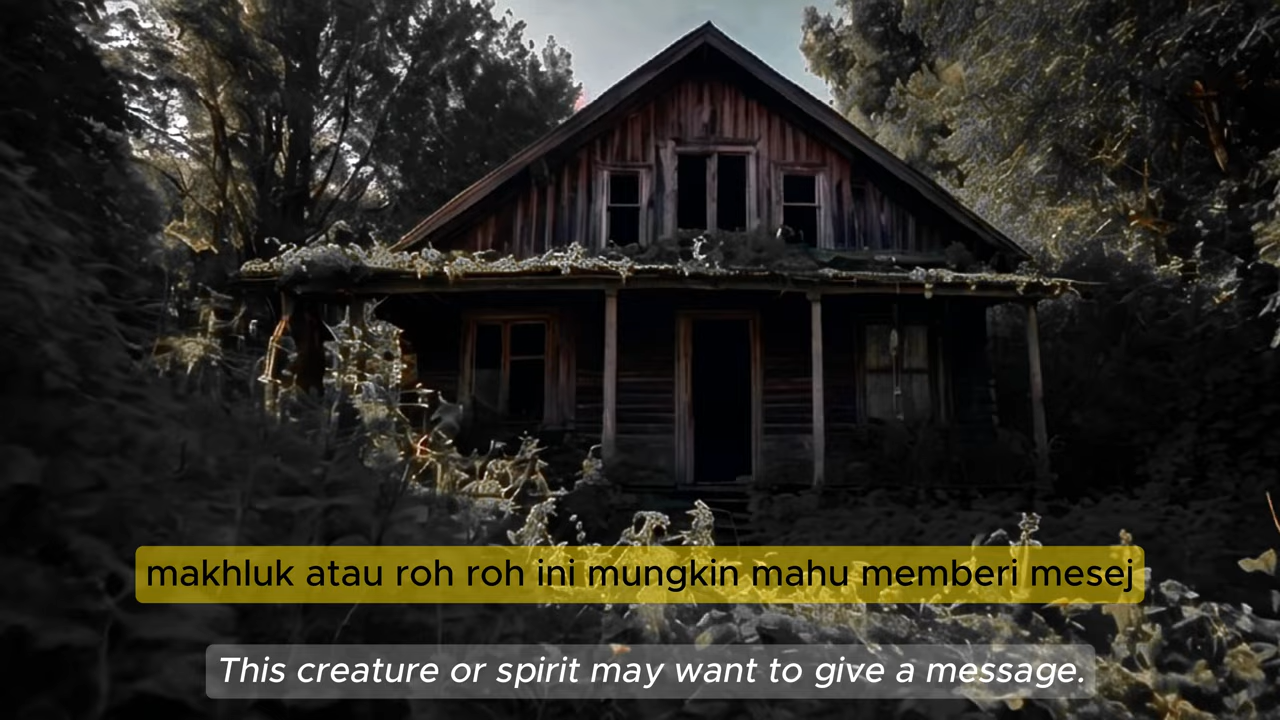 makhluk atau roh roh ini mungkin mahu memberi mesej
This creature or spirit may want to give a message.